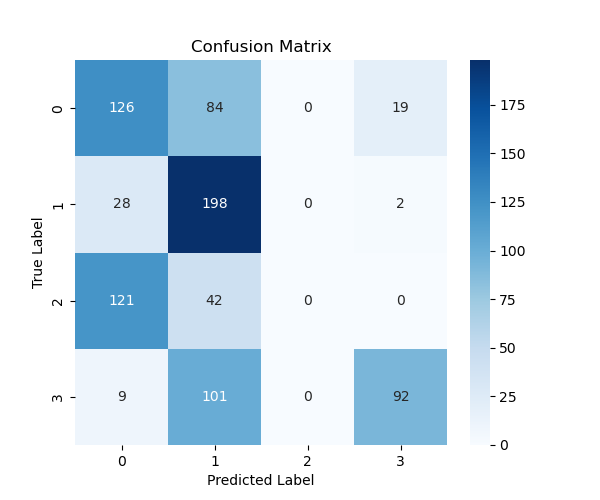 Confusion Matrix
True Label
0 126 84 0 19
1 28 198 0 2
2 121 42 0 0
3 9 101 0 92
0 1 2 3
Predicted Label
175
150
125
100
75
50
25
0